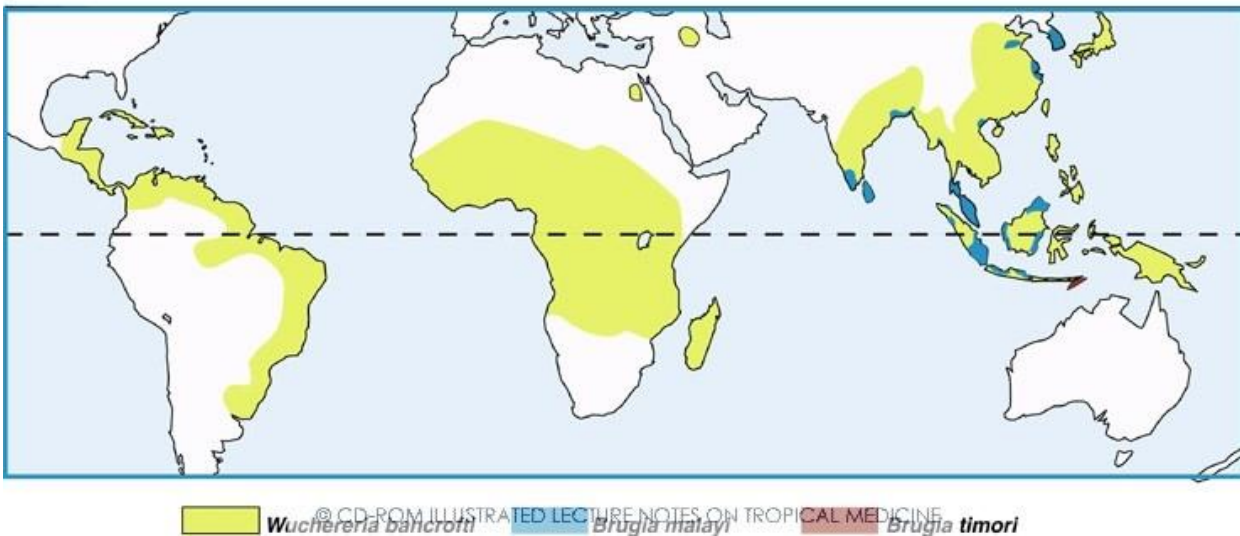 © CD-ROM ILLUSTRATED LECTURE NOTES ON TROPICAL MEDICINE
Wuchereria bancrofti Brugia malayi Brugia timori